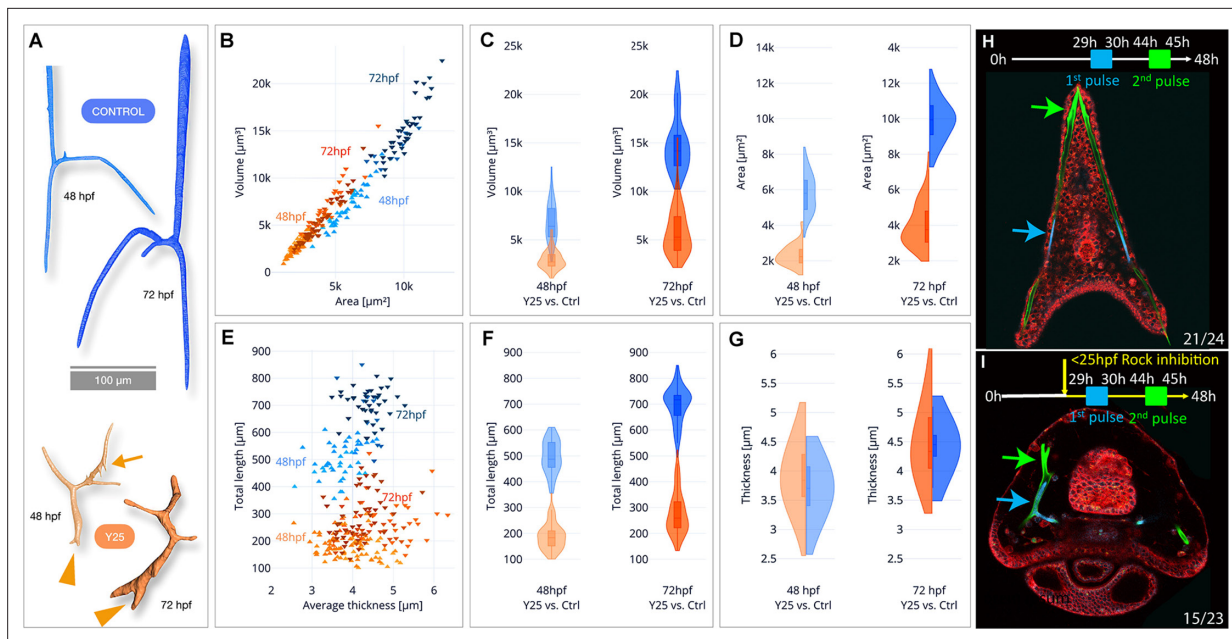 A
CONTROL
48 hpf
72 hpf
100 µm
48 hpf
Y25
72 hpf
B
Volume [µm³]
20k
15k
10k
5k
0
72hpf
72hpf
48hpf
48hpf
5k 10k
Area [µm²]
C
Volume [µm³]
25k
20k
15k
10k
5k
48hpf
Y25 vs. Ctrl
Volume [µm³]
25k
20k
15k
10k
5k
72hpf
Y25 vs. Ctrl
D
Area [µm²]
14k
12k
10k
8k
6k
4k
2k
48 hpf
Y25 vs. Ctrl
Area [µm²]
4k
12k
10k
8k
6k
4k
2k
72 hpf
Y25 vs. Ctrl
E
Total length [µm]
900
800
700
600
500
400
300
200
100
72hpf
48hpf
72hpf
48hpf
2 3 4 5 6
Average thickness [µm]
F
Total length [µm]
900
800
700
600
500
400
300
200
100
48hpf
Y25 vs. Ctrl
Total length [µm]
900
800
700
600
500
400
300
200
100
72hpf
Y25 vs. Ctrl
G
Thickness [µm]
6
5.5
5
4.5
4
3.5
3
2.5
48 hpf
Y25 vs. Ctrl
Thickness [µm]
6
5.5
5
4.5
4
3.5
3
2.5
72 hpf
Y25 vs. Ctrl
H
29h 30h 44h 45h
0h 48h
1st pulse 2nd pulse
21/24
I
<25hpf Rock inhibition
29h 30h 44h 45h
0h 48h
1st pulse 2nd pulse
15/23